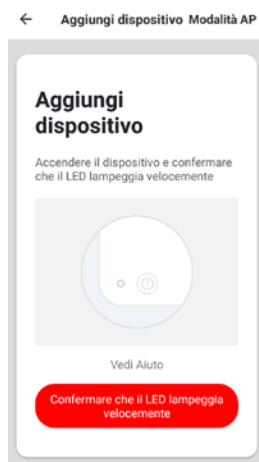 Aggiungi dispositivo Modalità AP
Aggiungi
dispositivo
Accendere il dispositivo e confermare
che il LED lampeggia velocemente
Vedi Aiuto
Confermare che il LED lampeggia
velocemente